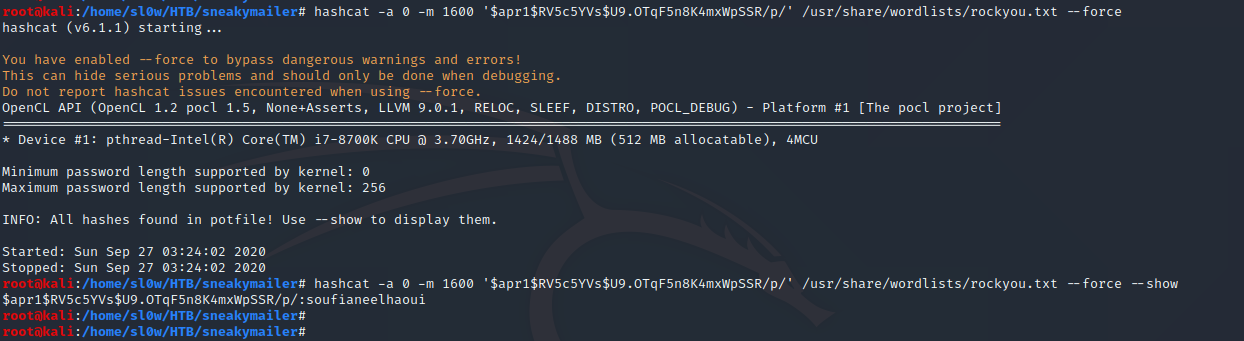 root@kali:/home/sl0w/HTB/sneakymailer# hashcat -a 0 -m 1600 '$apr1$RV5c5YVs$U9.OTqF5n8K4mxWpSSR/p/' /usr/share/wordlists/rockyou.txt --force
hashcat (v6.1.1) starting...
You have enabled --force to bypass dangerous warnings and errors!
This can hide serious problems and should only be done when debugging.
Do not report hashcat issues encountered when using --force.
OpenCL API (OpenCL 1.2 pocl 1.5, None+Asserts, LLVM 9.0.1, RELOC, SLEEF, DISTRO, POCL_DEBUG) - Platform #1 [The pocl project]
=============================================================================================================================
* Device #1: pthread-Intel(R) Core(TM) i7-8700K CPU @ 3.70GHz, 1424/1488 MB (512 MB allocatable), 4MCU
Minimum password length supported by kernel: 0
Maximum password length supported by kernel: 256
INFO: All hashes found in potfile! Use --show to display them.
Started: Sun Sep 27 03:24:02 2020
Stopped: Sun Sep 27 03:24:02 2020
root@kali:/home/sl0w/HTB/sneakymailer# hashcat -a 0 -m 1600 '$apr1$RV5c5YVs$U9.OTqF5n8K4mxWpSSR/p/' /usr/share/wordlists/rockyou.txt --force --show
$apr1$RV5c5YVs$U9.OTqF5n8K4mxWpSSR/p/:soufianeelhaoui
root@kali:/home/sl0w/HTB/sneakymailer#
root@kali:/home/sl0w/HTB/sneakymailer#